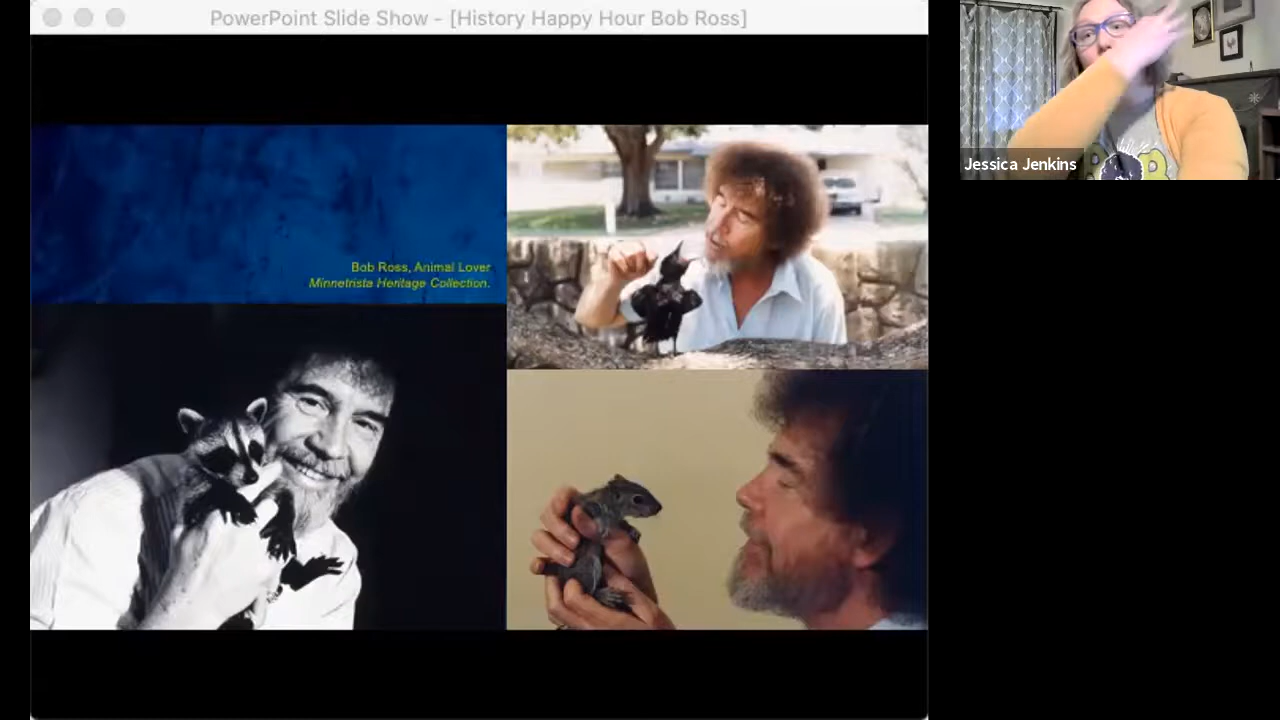 PowerPoint Slide Show - [History Happy Hour Bob Ross]
Bob Ross, Animal Lover
Minnetrista Heritage Collection.
Jessica Jenkins